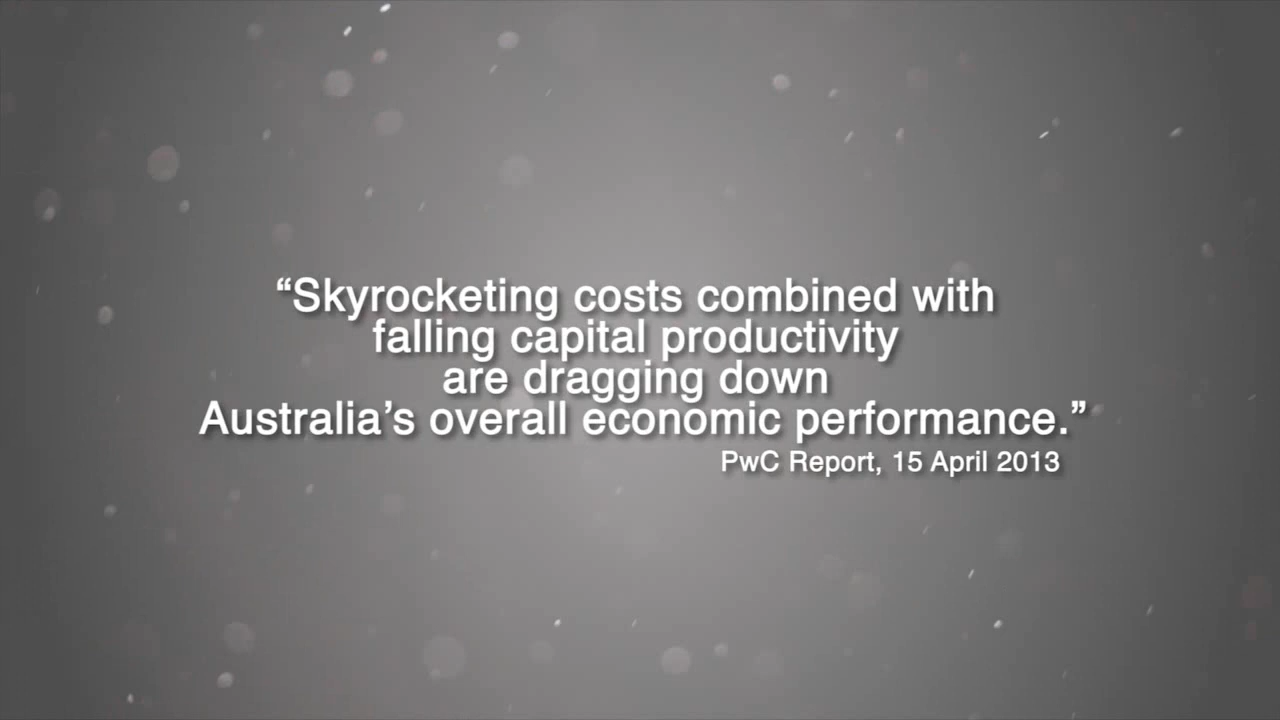 “Skyrocketing costs combined with
falling capital productivity
are dragging down
Australia’s overall economic performance.”
PwC Report, 15 April 2013